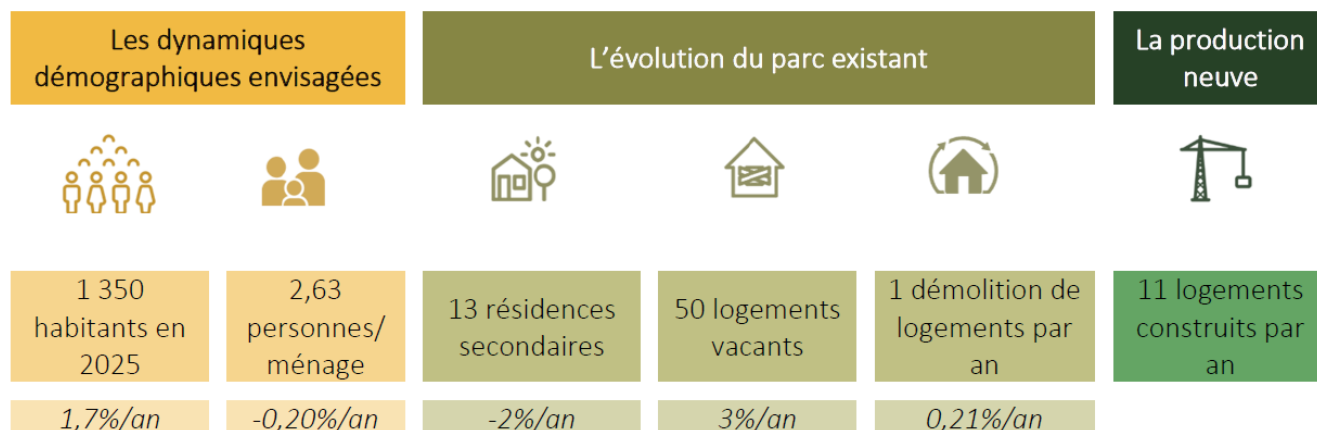 Les dynamiques
démographiques envisagées
L’évolution du parc existant
La production
neuve
1 350
habitants en
2025
2,63
personnes/
ménage
13 résidences
secondaires
50 logements
vacants
1 démolition de
logements par
an
11 logements
construits par
an
1,7%/an
-0,20%/an
-2%/an
3%/an
0,21%/an